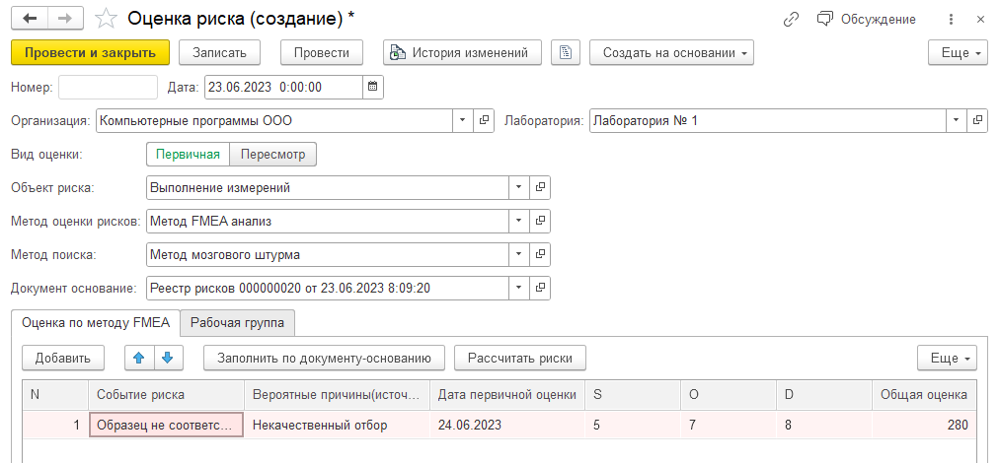 Оценка риска (создание) *
Обсуждение
Провести и закрыть Записать Провести История изменений Создать на основании Еще
Номер: Дата: 23.06.2023 0:00:00
Организация: Компьютерные программы ООО Лаборатория: Лаборатория № 1
Вид оценки: Первичная Пересмотр
Объект риска: Выполнение измерений
Метод оценки рисков: Метод FMEA анализ
Метод поиска: Метод мозгового штурма
Документ основание: Реестр рисков 000000020 от 23.06.2023 8:09:20
Оценка по методу FMEA Рабочая группа
Добавить Заполнить по документу-основанию Рассчитать риски Еще
N Событие риска Вероятные причины(источ... Дата первичной оценки S O D Общая оценка
1 Образец не соответс... Некачественный отбор 24.06.2023 5 7 8 280